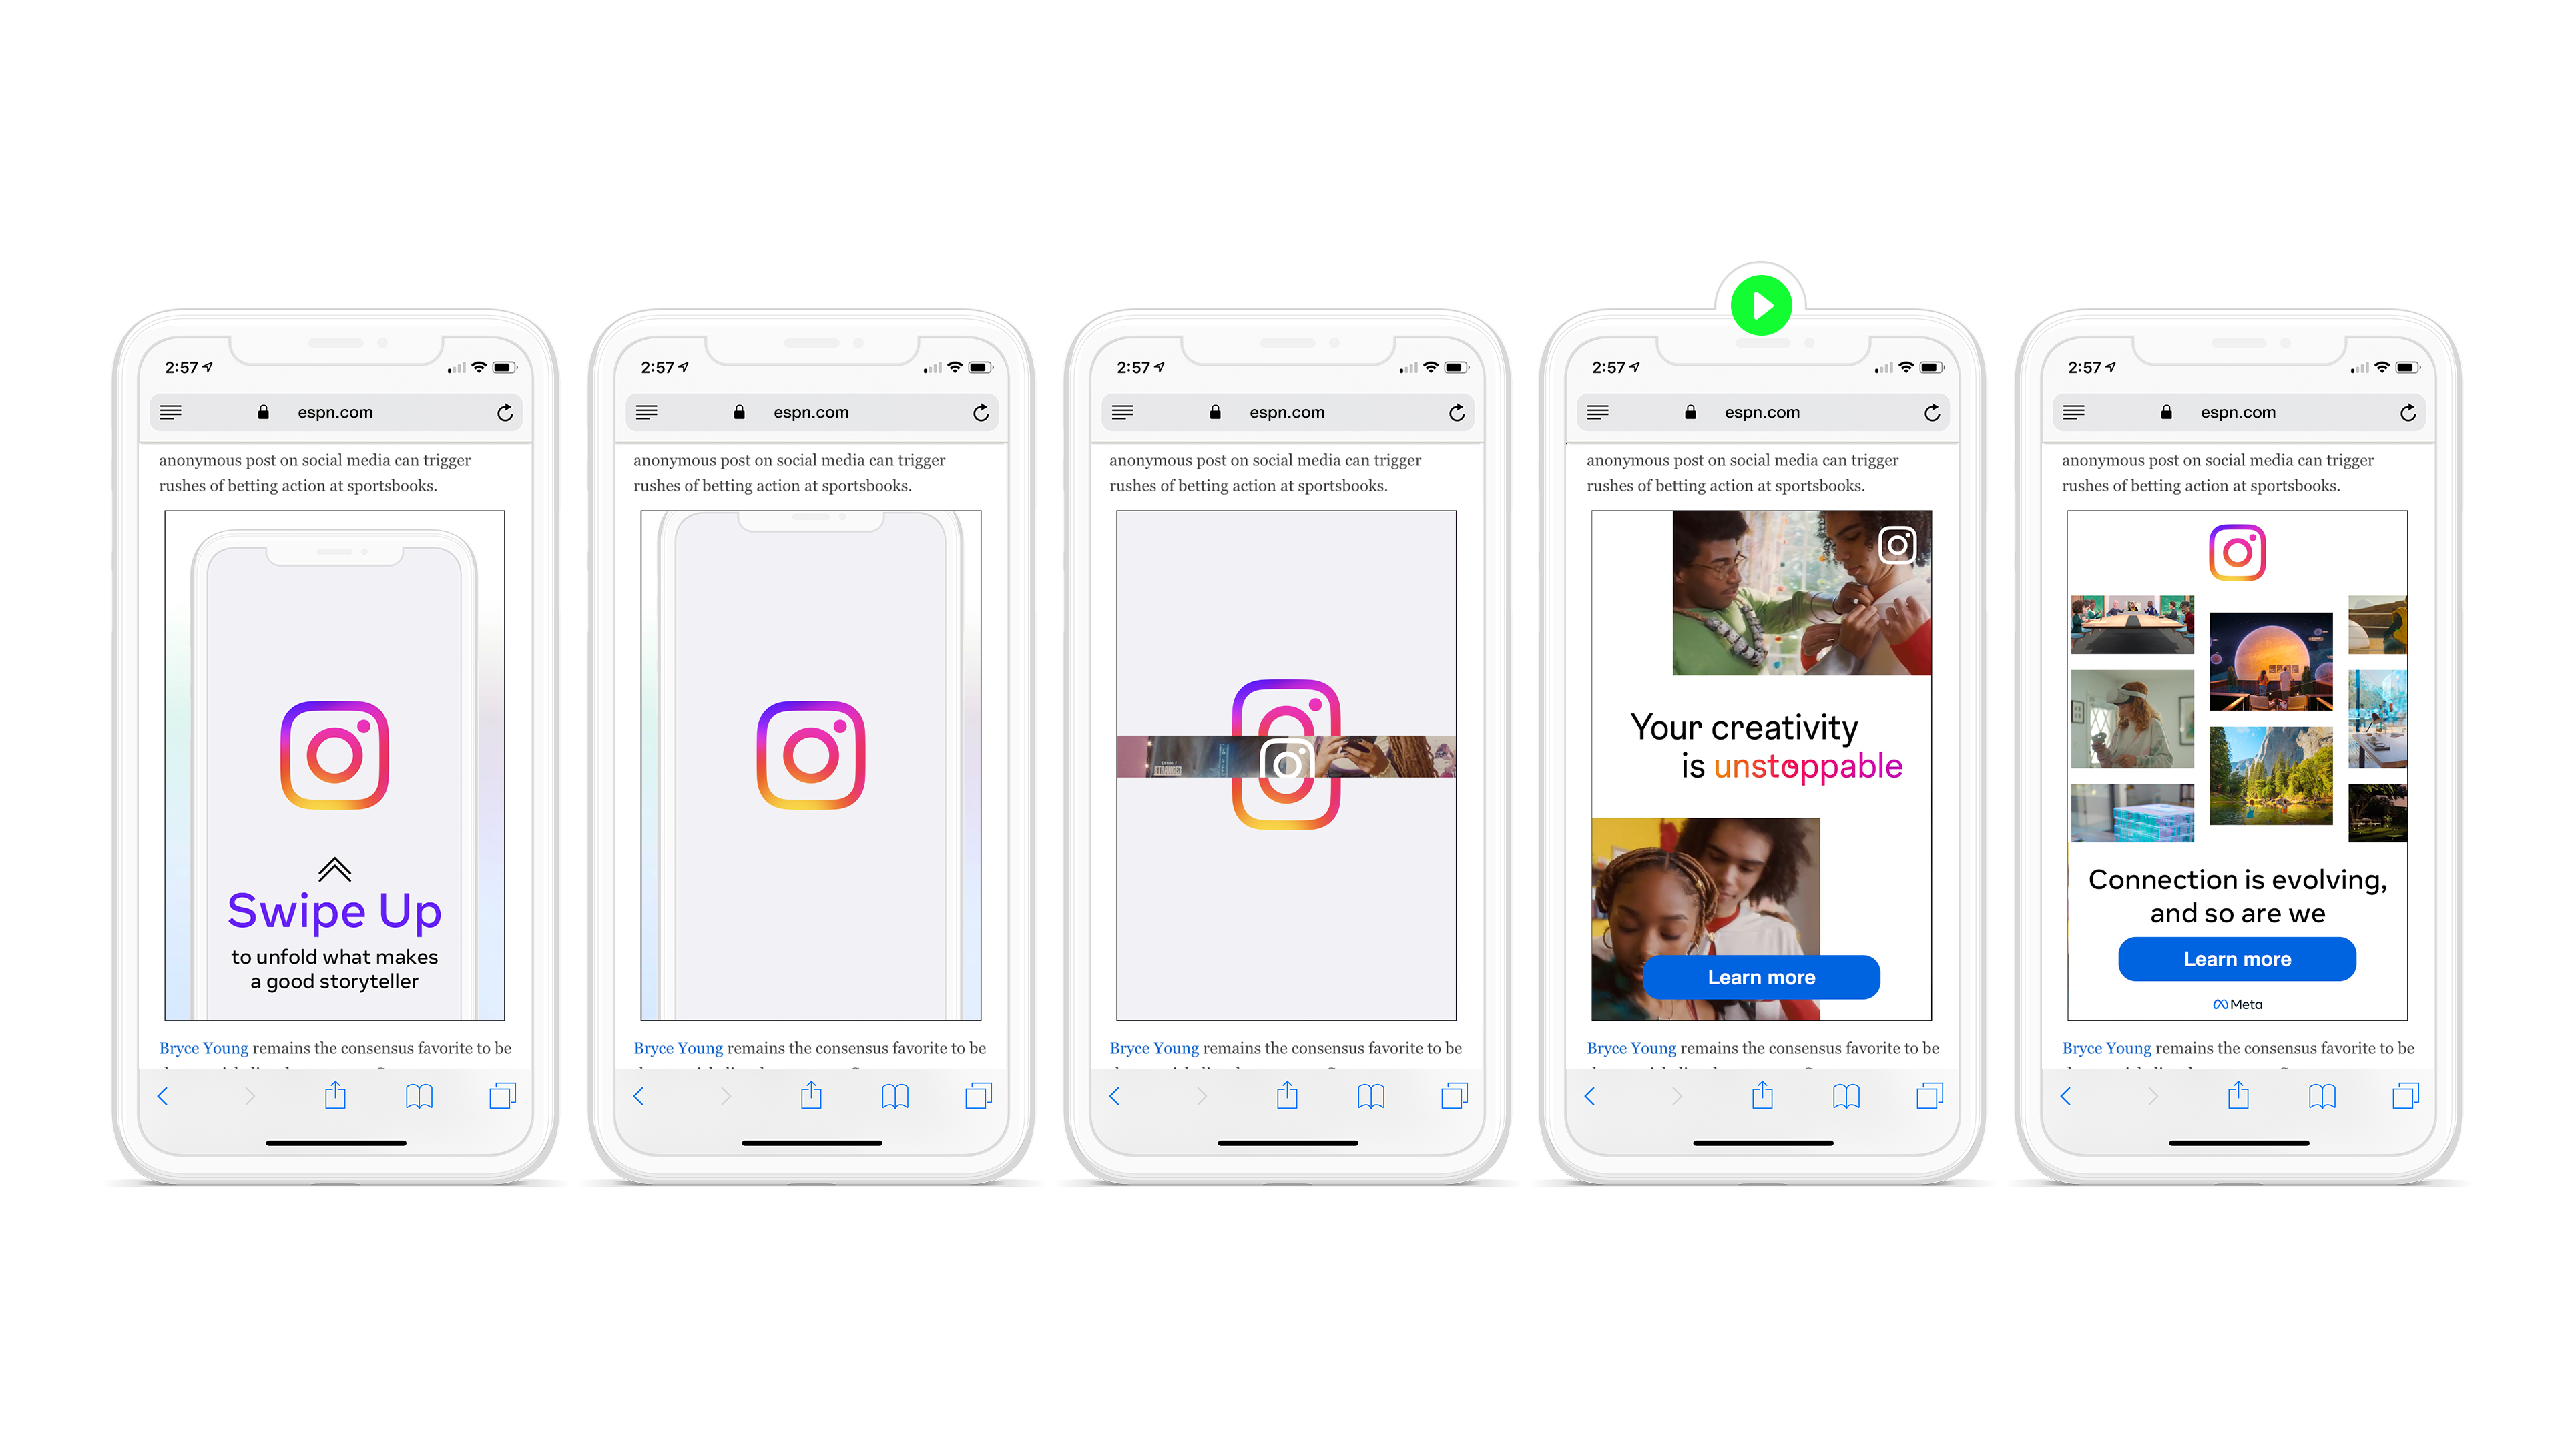 2:57
espn.com
anonymous post on social media can trigger
rushes of betting action at sportsbooks.
Swipe Up
to unfold what makes
a good storyteller
Bryce Young remains the consensus favorite to be
2:57
espn.com
anonymous post on social media can trigger
rushes of betting action at sportsbooks.
Bryce Young remains the consensus favorite to be
2:57
espn.com
anonymous post on social media can trigger
rushes of betting action at sportsbooks.
STRONGER
Bryce Young remains the consensus favorite to be
2:57
espn.com
anonymous post on social media can trigger
rushes of betting action at sportsbooks.
Your creativity
is unstoppable
Learn more
Bryce Young remains the consensus favorite to be
2:57
espn.com
anonymous post on social media can trigger
rushes of betting action at sportsbooks.
Connection is evolving,
and so are we
Learn more
Meta
Bryce Young remains the consensus favorite to be